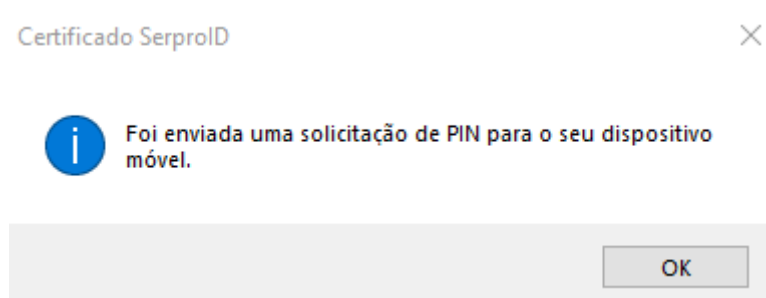 Certificado SerproID
Foi enviada uma solicitação de PIN para o seu dispositivo
móvel.
OK